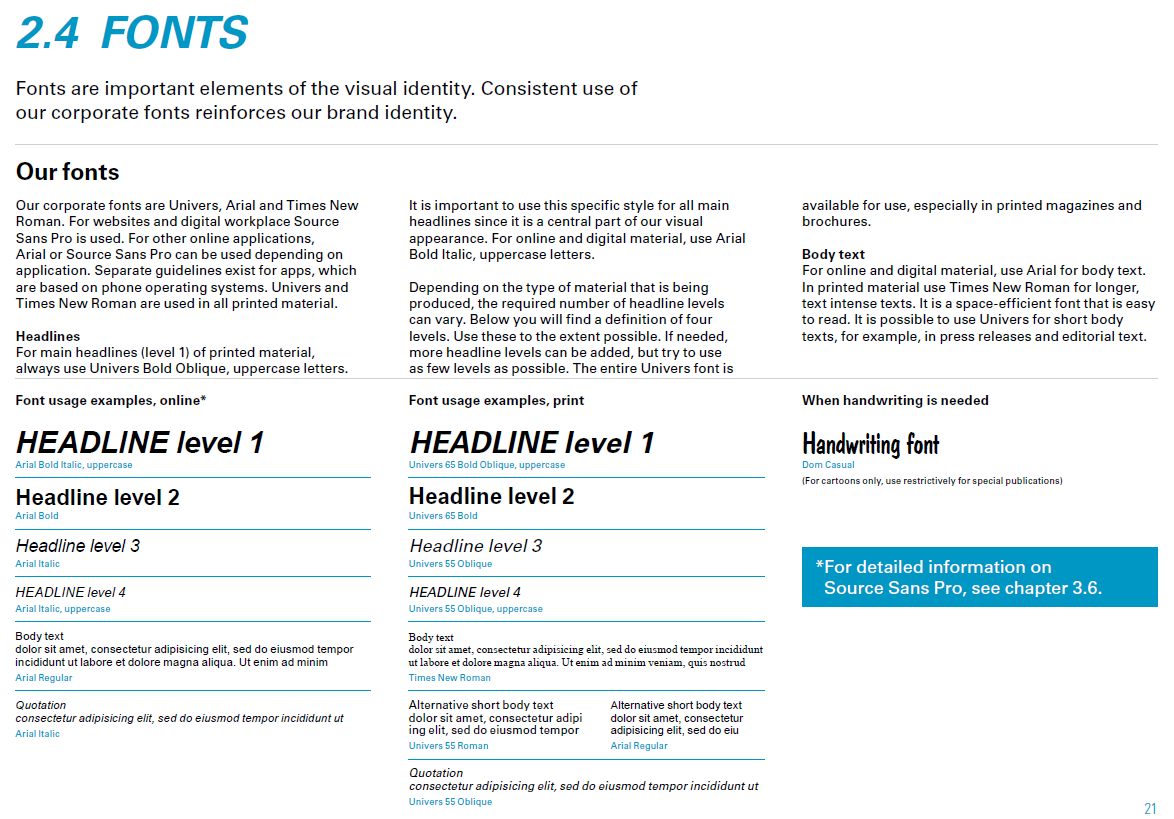 2.4 FONTS
Fonts are important elements of the visual identity. Consistent use of
our corporate fonts reinforces our brand identity.
Our fonts
Our corporate fonts are Univers, Arial and Times New
Roman. For websites and digital workplace Source
Sans Pro is used. For other online applications,
Arial or Source Sans Pro can be used depending on
application. Separate guidelines exist for apps, which
are based on phone operating systems. Univers and
Times New Roman are used in all printed material.
Headlines
For main headlines (level 1) of printed material,
always use Univers Bold Oblique, uppercase letters.
It is important to use this specific style for all main
headlines since it is a central part of our visual
appearance. For online and digital material, use Arial
Bold Italic, uppercase letters.
Depending on the type of material that is being
produced, the required number of headline levels
can vary. Below you will find a definition of four
levels. Use these to the extent possible. If needed,
more headline levels can be added, but try to use
as few levels as possible. The entire Univers font is
available for use, especially in printed magazines and
brochures.
Body text
For online and digital material, use Arial for body text.
In printed material use Times New Roman for longer,
text intense texts. It is a space-efficient font that is easy
to read. It is possible to use Univers for short body
texts, for example, in press releases and editorial text.
Font usage examples, online*
HEADLINE level 1
Arial Bold Italic, uppercase
Headline level 2
Arial Bold
Headline level 3
Arial Italic
HEADLINE level 4
Arial Italic, uppercase
Body text
dolor sit amet, consectetur adipisicing elit, sed do eiusmod tempor
incididunt ut labore et dolore magna aliqua. Ut enim ad minim
Arial Regular
Quotation
consectetur adipisicing elit, sed do eiusmod tempor incididunt ut
Arial Italic
Font usage examples, print
HEADLINE level 1
Univers 65 Bold Oblique, uppercase
Headline level 2
Univers 65 Bold
Headline level 3
Univers 55 Oblique
HEADLINE level 4
Univers 55 Oblique, uppercase
Body text
dolor sit amet, consectetur adipisicing elit, sed do eiusmod tempor incididunt
ut labore et dolore magna aliqua. Ut enim ad minim veniam, quis nostrud
Times New Roman
Alternative short body text
dolor sit amet, consectetur adipi
ing elit, sed do eiusmod tempor
Univers 55 Roman
Alternative short body text
dolor sit amet, consectetur
adipisicing elit, sed do eiu
Arial Regular
Quotation
consectetur adipisicing elit, sed do eiusmod tempor incididunt ut
Univers 55 Oblique
When handwriting is needed
Handwriting font
Dom Casual
(For cartoons only, use restrictively for special publications)
*For detailed information on
Source Sans Pro, see chapter 3.6.
21